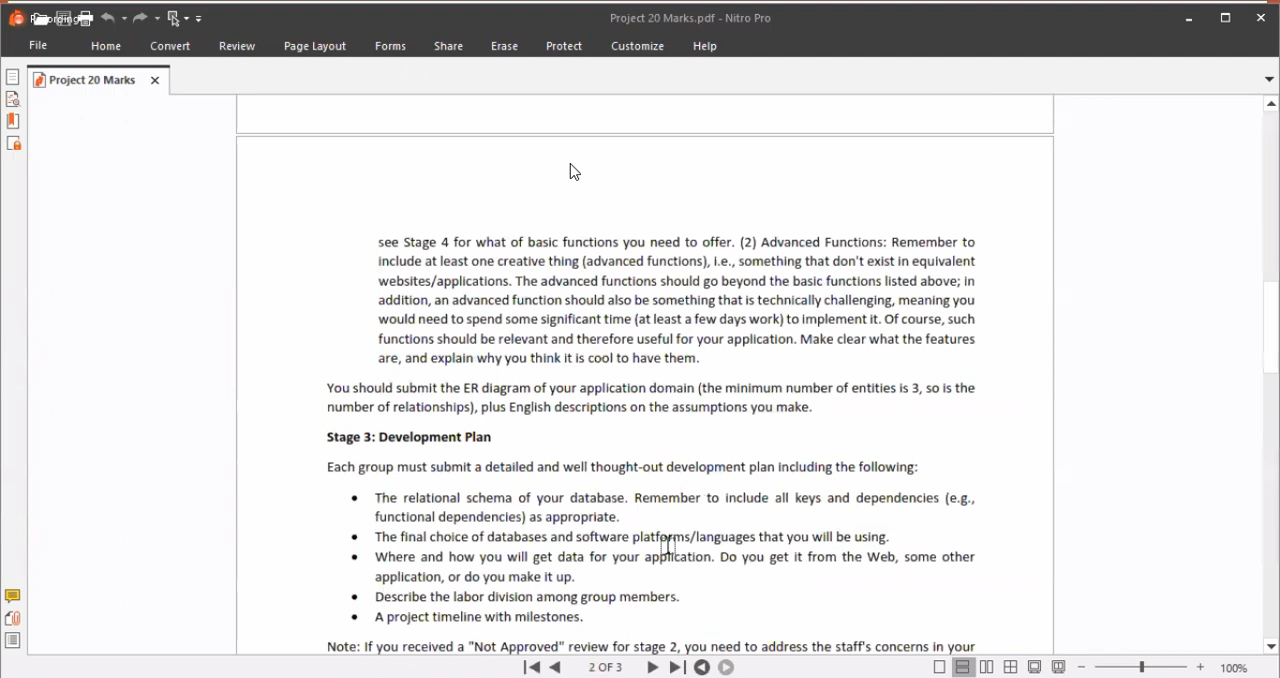 Recording
Project 20 Marks.pdf - Nitro Pro
File Home Convert Review Page Layout Forms Share Erase Protect Customize Help
Project 20 Marks
see Stage 4 for what of basic functions you need to offer. (2) Advanced Functions: Remember to
include at least one creative thing (advanced functions), i.e., something that don't exist in equivalent
websites/applications. The advanced functions should go beyond the basic functions listed above; in
addition, an advanced function should also be something that is technically challenging, meaning you
would need to spend some significant time (at least a few days work) to implement it. Of course, such
functions should be relevant and therefore useful for your application. Make clear what the features
are, and explain why you think it is cool to have them.
You should submit the ER diagram of your application domain (the minimum number of entities is 3, so is the
number of relationships), plus English descriptions on the assumptions you make.
Stage 3: Development Plan
Each group must submit a detailed and well thought-out development plan including the following:
• The relational schema of your database. Remember to include all keys and dependencies (e.g.,
functional dependencies) as appropriate.
• The final choice of databases and software platforms/languages that you will be using.
• Where and how you will get data for your application. Do you get it from the Web, some other
application, or do you make it up.
• Describe the labor division among group members.
• A project timeline with milestones.
Note: If you received a "Not Approved" review for stage 2, you need to address the staff's concerns in your
2 OF 3
100%